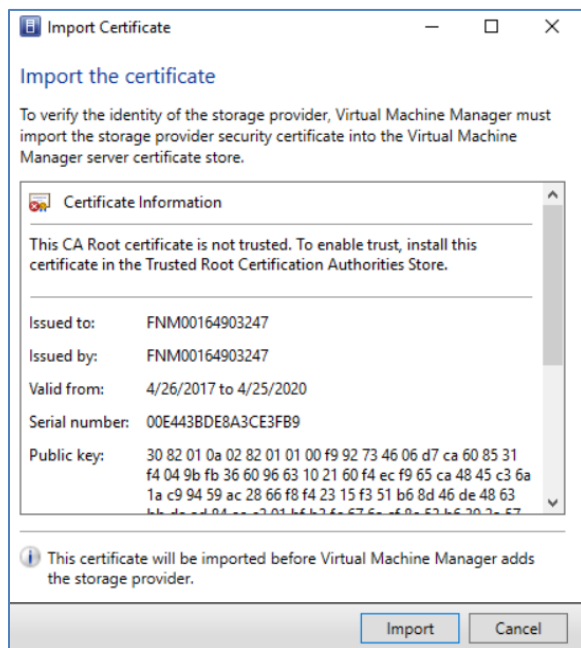 Import Certificate
Import the certificate
To verify the identity of the storage provider, Virtual Machine Manager must
import the storage provider security certificate into the Virtual Machine
Manager server certificate store.
Certificate Information
This CA Root certificate is not trusted. To enable trust, install this
certificate in the Trusted Root Certification Authorities Store.
Issued to: FNM00164903247
Issued by: FNM00164903247
Valid from: 4/26/2017 to 4/25/2020
Serial number: 00E443BDE8A3CE3FB9
Public key: 30 82 01 0a 02 82 01 01 00 f9 92 73 46 06 d7 ca 60 85 31
f4 04 9b fb 36 60 96 63 10 21 60 f4 ec f9 65 ca 48 45 c3 6a
1a c9 94 59 ac 28 66 f8 f4 23 15 f3 51 b6 8d 46 de 48 63
This certificate will be imported before Virtual Machine Manager adds
the storage provider.
Import Cancel